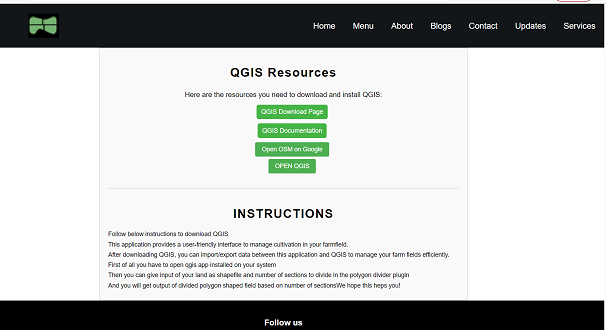 Home Menu About Blogs Contact Updates Services
QGIS Resources
Here are the resources you need to download and install QGIS:
QGIS Download Page
QGIS Documentation
Open OSM on Google
OPEN QGIS
INSTRUCTIONS
Follow below instructions to download QGIS
This application provides a user-friendly interface to manage cultivation in your farmfield.
After downloading QGIS, you can import/export data between this application and QGIS to manage your farm fields efficiently.
First of all you have to open qgis app installed on your system
Then you can give input of your land as shapefile and number of sections to divide in the polygon divider plugin
And you will get output of divided polygon shaped field based on number of sectionsWe hope this heps you!
Follow us